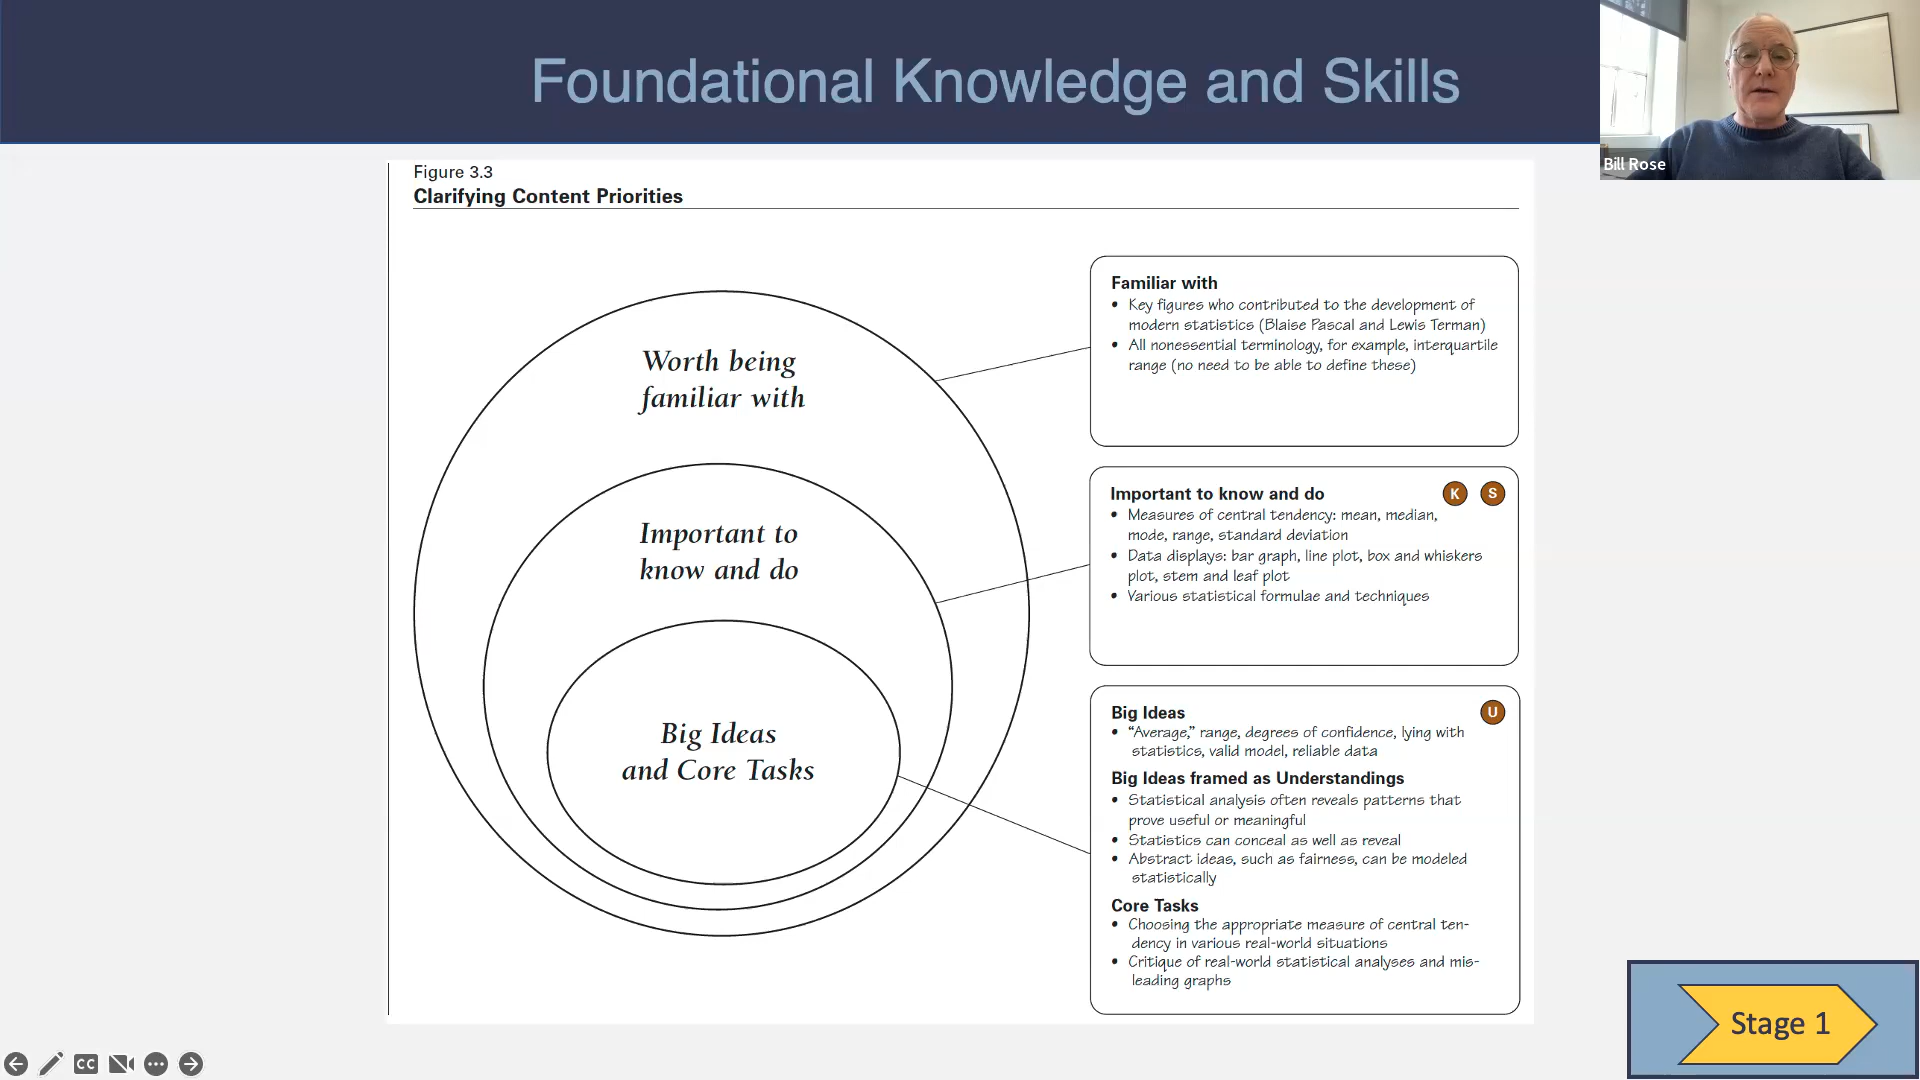 Foundational Knowledge and Skills
Bill Rose
Figure 3.3
Clarifying Content Priorities
Worth being
familiar with
Important to
know and do
Big Ideas
and Core Tasks
Familiar with
• Key figures who contributed to the development of
modern statistics (Blaise Pascal and Lewis Terman)
• All nonessential terminology, for example, interquartile
range (no need to be able to define these)
Important to know and do K S
• Measures of central tendency: mean, median,
mode, range, standard deviation
• Data displays: bar graph, line plot, box and whiskers
plot, stem and leaf plot
• Various statistical formulae and techniques
Big Ideas U
• “Average,” range, degrees of confidence, lying with
statistics, valid model, reliable data
Big Ideas framed as Understandings
• Statistical analysis often reveals patterns that
prove useful or meaningful
• Statistics can conceal as well as reveal
• Abstract ideas, such as fairness, can be modeled
statistically
Core Tasks
• Choosing the appropriate measure of central ten-
dency in various real-world situations
• Critique of real-world statistical analyses and mis-
leading graphs
Stage 1
CC